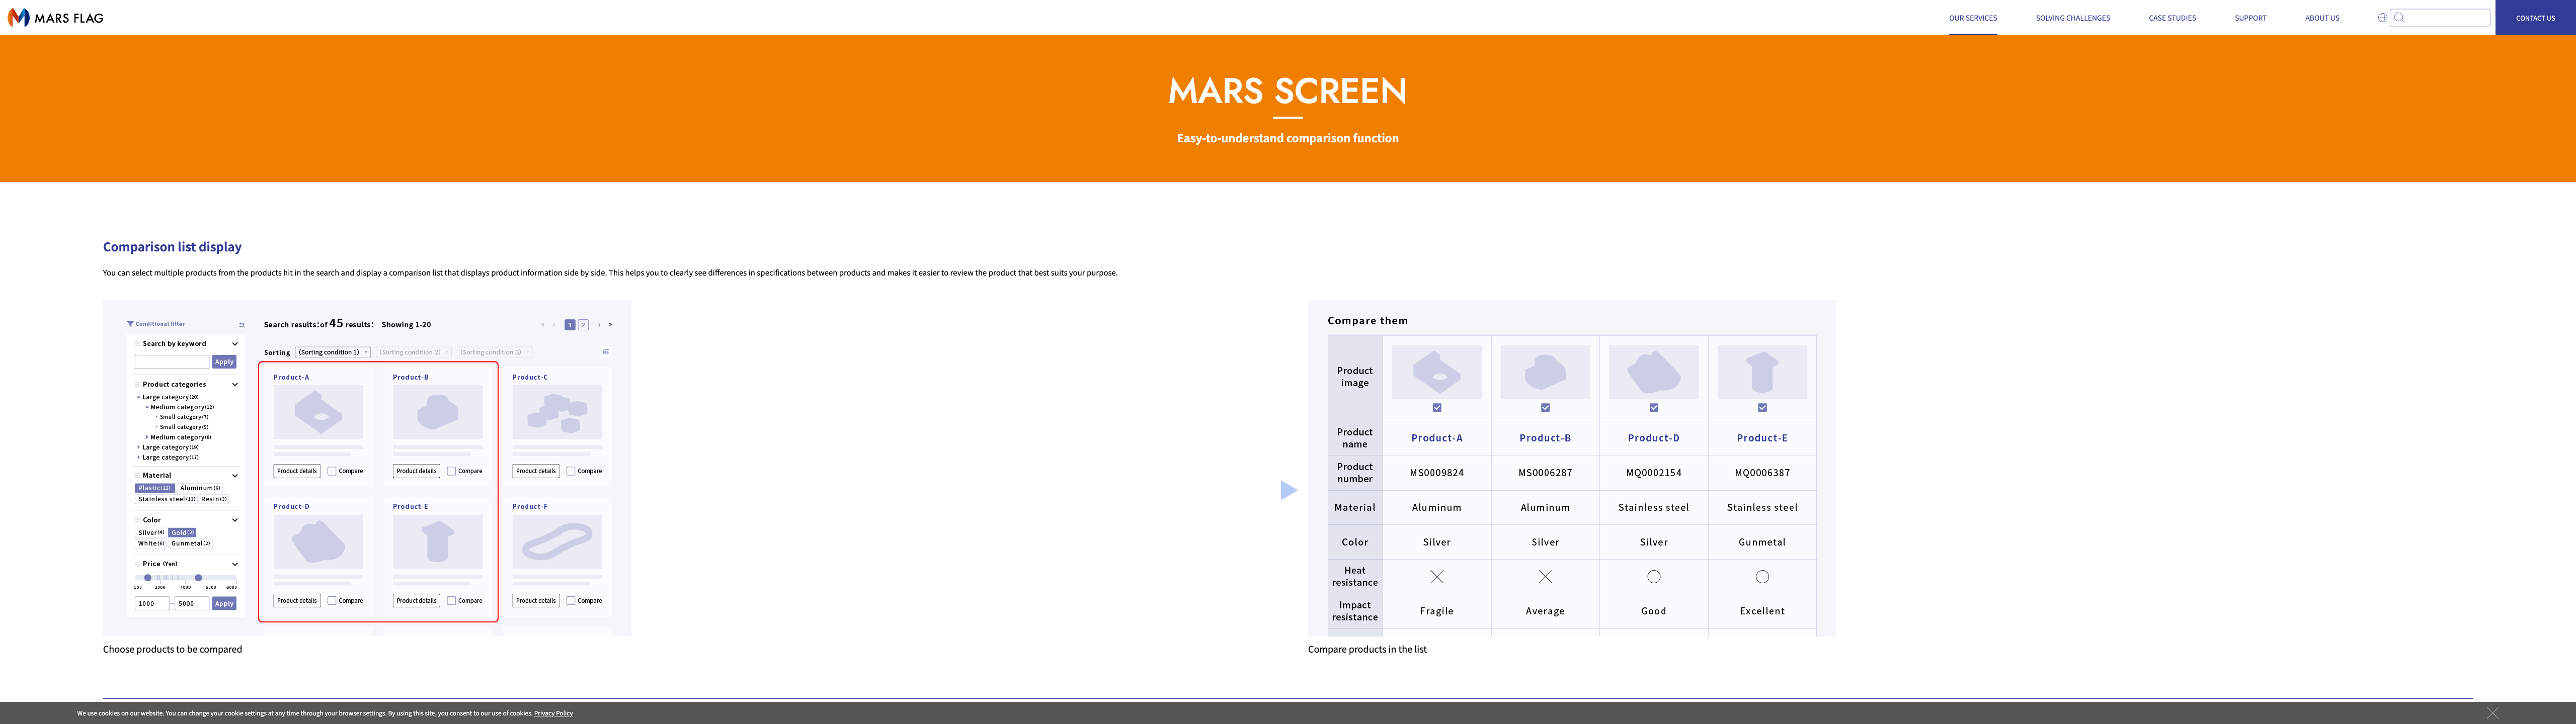 MARS FLAG
OUR SERVICES
SOLVING CHALLENGES
CASE STUDIES
SUPPORT
ABOUT US
CONTACT US
MARS SCREEN
Easy-to-understand comparison function
Comparison list display
You can select multiple products from the products hit in the search and display a comparison list that displays product information side by side. This helps you to clearly see differences in specifications between products and makes it easier to review the product that best suits your purpose.
Conditional filter
Search by keyword
Apply
Product categories
Large category(20)
Medium category(12)
Small category(7)
Small category(5)
Medium category(8)
Large category(10)
Large category(17)
Material
Plastic(12) Aluminum(6)
Stainless steel(13) Resin(3)
Color
Silver(4) Gold(3)
White(6) Gunmetal(2)
Price (Yen)
500 2000 4000 6000 8000
1000 - 5000 Apply
Search results:of 45 results: Showing 1-20
« ‹ 1 2 › »
Sorting (Sorting condition 1) (Sorting condition 2) (Sorting condition 3)
Product-A Product-B Product-C
Product details Compare Product details Compare Product details Compare
Product-D Product-E Product-F
Product details Compare Product details Compare Product details Compare
Choose products to be compared
Compare them
Product image
Product name Product-A Product-B Product-D Product-E
Product number MS0009824 MS0006287 MQ0002154 MQ0006387
Material Aluminum Aluminum Stainless steel Stainless steel
Color Silver Silver Silver Gunmetal
Heat resistance
Impact resistance Fragile Average Good Excellent
Compare products in the list
We use cookies on our website. You can change your cookie settings at any time through your browser settings. By using this site, you consent to our use of cookies. Privacy Policy